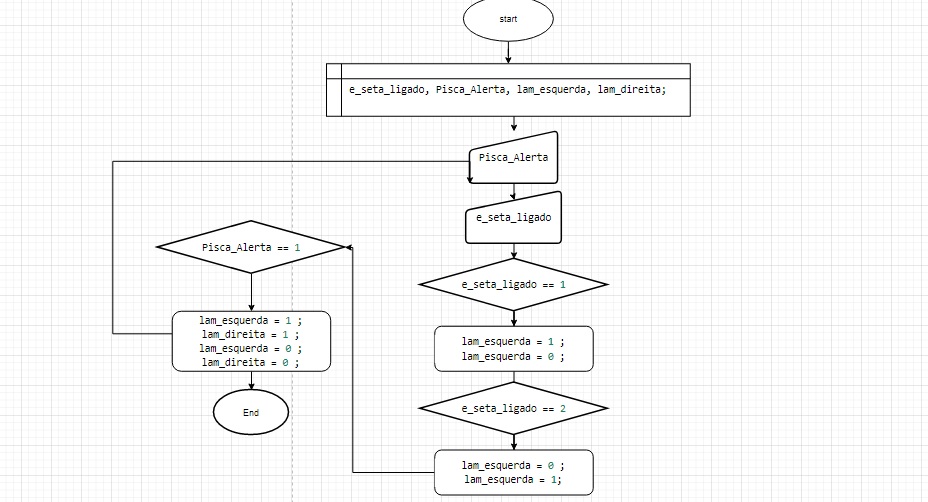 start
e_seta_ligado, Pisca_Alerta, lam_esquerda, lam_direita;
Pisca_Alerta
e_seta_ligado
e_seta_ligado == 1
lam_esquerda = 1 ;
lam_esquerda = 0 ;
e_seta_ligado == 2
lam_esquerda = 0 ;
lam_esquerda = 1;
Pisca_Alerta == 1
lam_esquerda = 1 ;
lam_direita = 1 ;
lam_esquerda = 0 ;
lam_direita = 0 ;
End